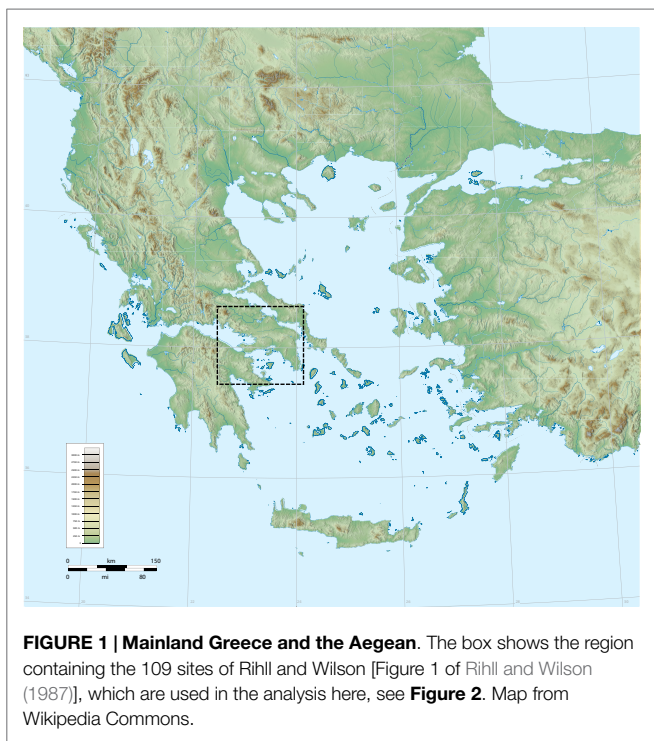 0 km 150
0 mi 80
FIGURE 1 | Mainland Greece and the Aegean. The box shows the region
containing the 109 sites of Rihll and Wilson [Figure 1 of Rihll and Wilson
(1987)], which are used in the analysis here, see Figure 2. Map from
Wikipedia Commons.